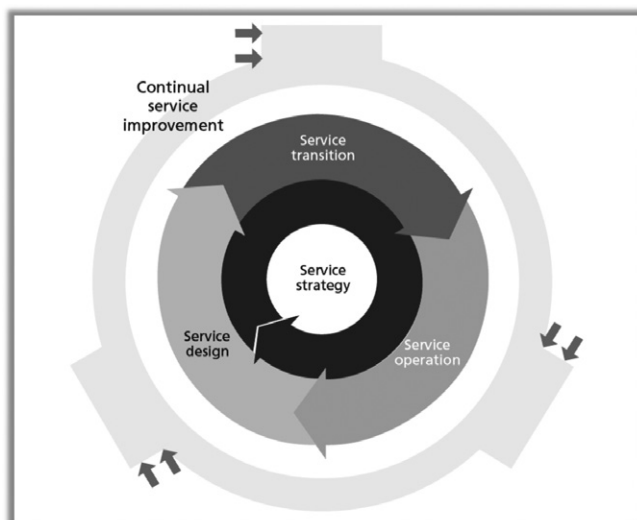 Continual
service
improvement
Service
transition
Service
strategy
Service
design
Service
operation